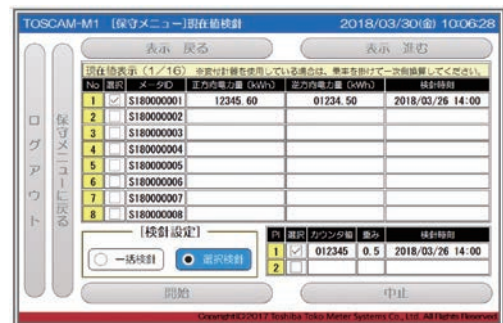 TOSCAM-M1 [保守メニュー]現在値検針 2018/03/30(金) 10:06:28
表示 戻る 表示 進む
現在値表示（1／16） ※変付計器を使用している場合は、乗率を掛けて一次側換算してください。
No 選択 メータID 正方向電力量（kWh） 逆方向電力量（kWh） 検針時刻
1 S180000001 12345.60 01234.50 2018/03/26 14:00
2 S180000002
3 S180000003
4 S180000004
5 S180000005
6 S180000006
7 S180000007
8 S180000008
ログアウト
保守メニューに戻る
[検針設定]
一括検針 選択検針
PI 選択 カウンタ値 重み 検針時刻
1 012345 0.5 2018/03/26 14:00
2
開始 中止
Copyright©2017 Toshiba Toko Meter Systems Co., Ltd. All Rights Reserved.